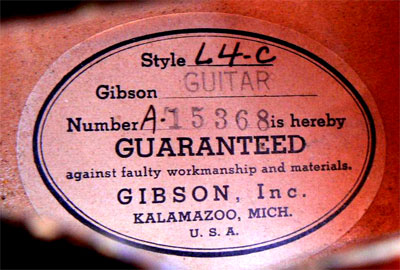 Style L4-C
Gibson GUITAR
Number A-15368 is hereby
GUARANTEED
against faulty workmanship and materials.
GIBSON, Inc.
KALAMAZOO, MICH.
U. S. A.